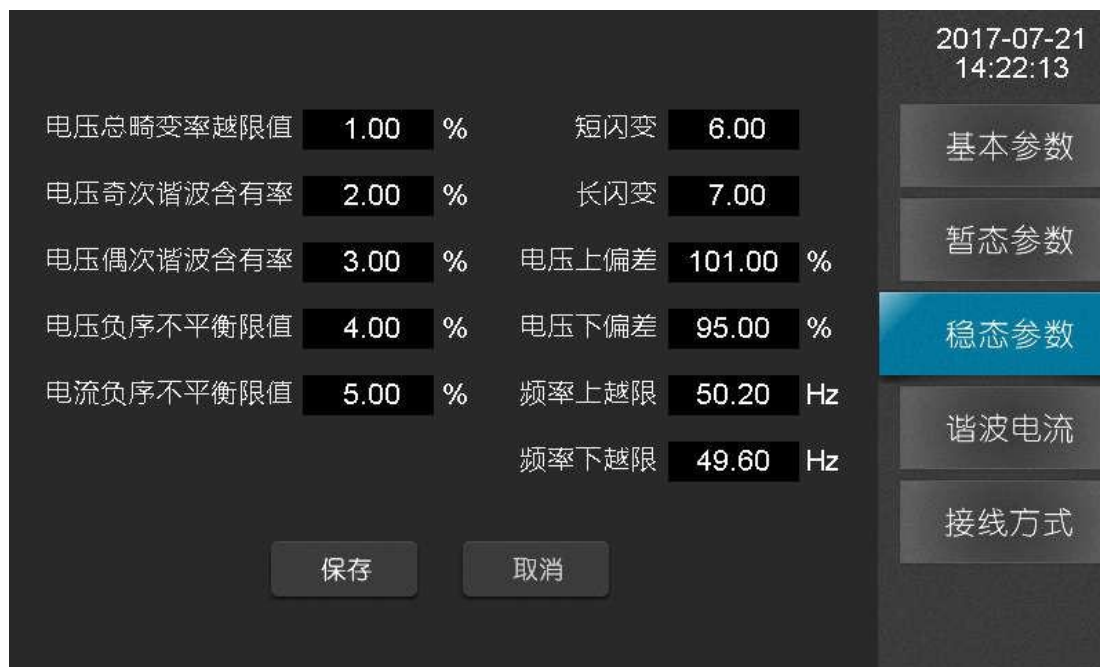 2017-07-21
14:22:13
电压总畸变率越限值 1.00 % 短闪变 6.00
电压奇次谐波含有率 2.00 % 长闪变 7.00
电压偶次谐波含有率 3.00 % 电压上偏差 101.00 %
电压负序不平衡限值 4.00 % 电压下偏差 95.00 %
电流负序不平衡限值 5.00 % 频率上越限 50.20 Hz
频率下越限 49.60 Hz
保存 取消
基本参数
暂态参数
稳态参数
谐波电流
接线方式